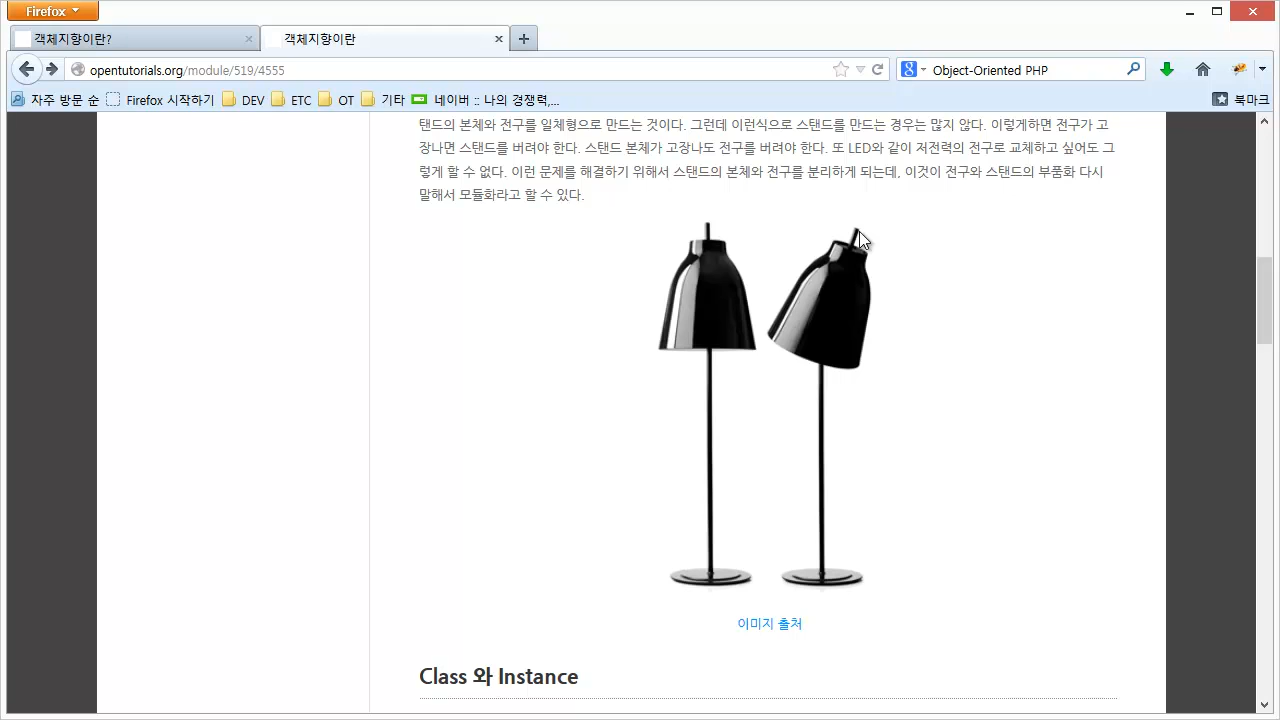 Firefox
객체지향이란?
객체지향이란
opentutorials.org/module/519/4555
Object-Oriented PHP
자주 방문 순
Firefox 시작하기
DEV
ETC
OT
기타
네이버 :: 나의 경쟁력,...
북마크
탠드의 본체와 전구를 일체형으로 만드는 것이다. 그런데 이런식으로 스탠드를 만드는 경우는 많지 않다. 이렇게하면 전구가 고
장나면 스탠드를 버려야 한다. 스탠드 본체가 고장나도 전구를 버려야 한다. 또 LED와 같이 저전력의 전구로 교체하고 싶어도 그
렇게 할 수 없다. 이런 문제를 해결하기 위해서 스탠드의 본체와 전구를 분리하게 되는데, 이것이 전구와 스탠드의 부품화 다시
말해서 모듈화라고 할 수 있다.
이미지 출처
Class 와 Instance